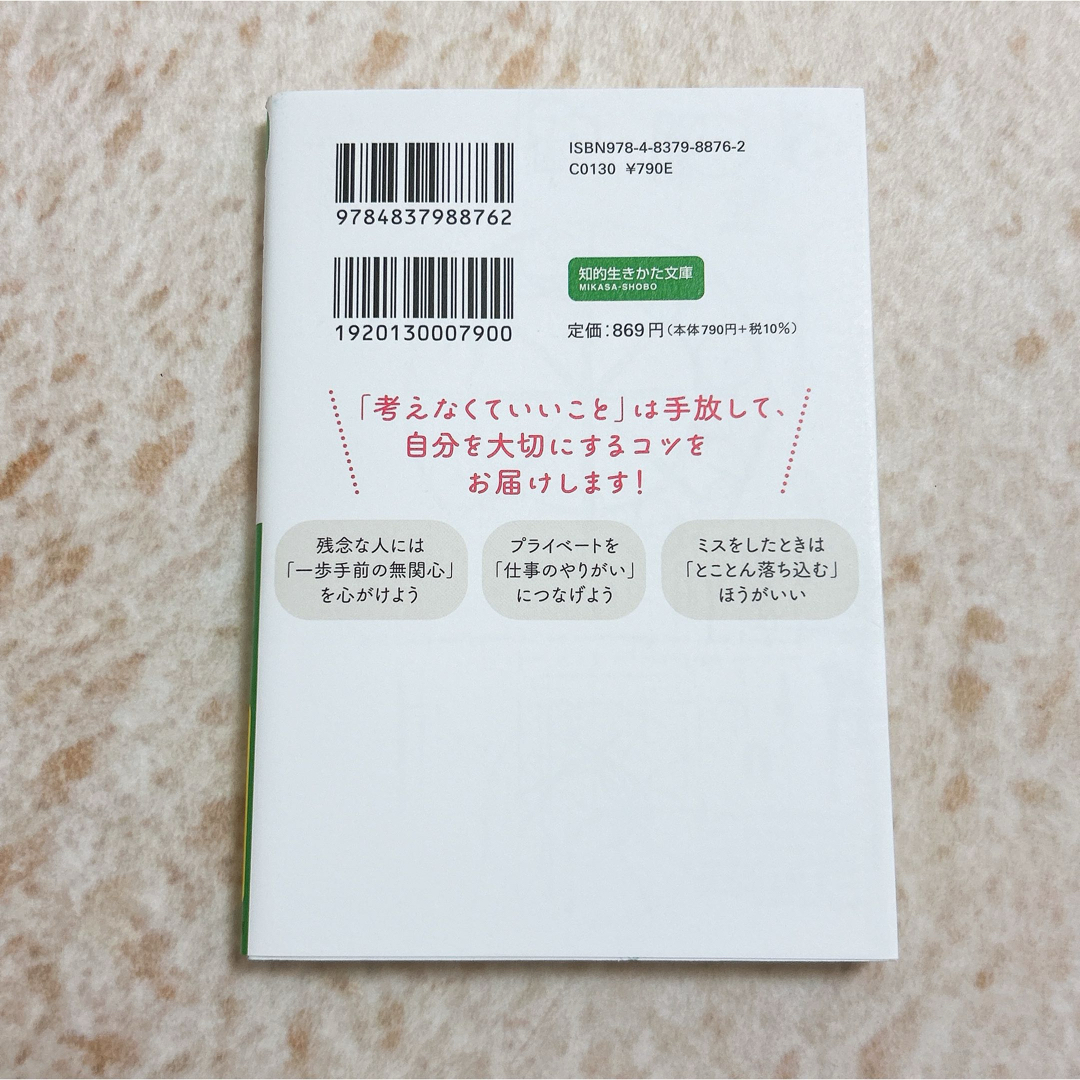 9784837988762
ISBN978-4-8379-8876-2
C0130 ¥790E
1920130007900
知的生きかた文庫
MIKASA-SHOBO
定価：869円（本体790円＋税10％）
「考えなくていいこと」は手放して、
自分を大切にするコツを
お届けします！
残念な人には
「一歩手前の無関心」
を心がけよう
プライベートを
「仕事のやりがい」
につなげよう
ミスをしたときは
「とことん落ち込む」
ほうがいい